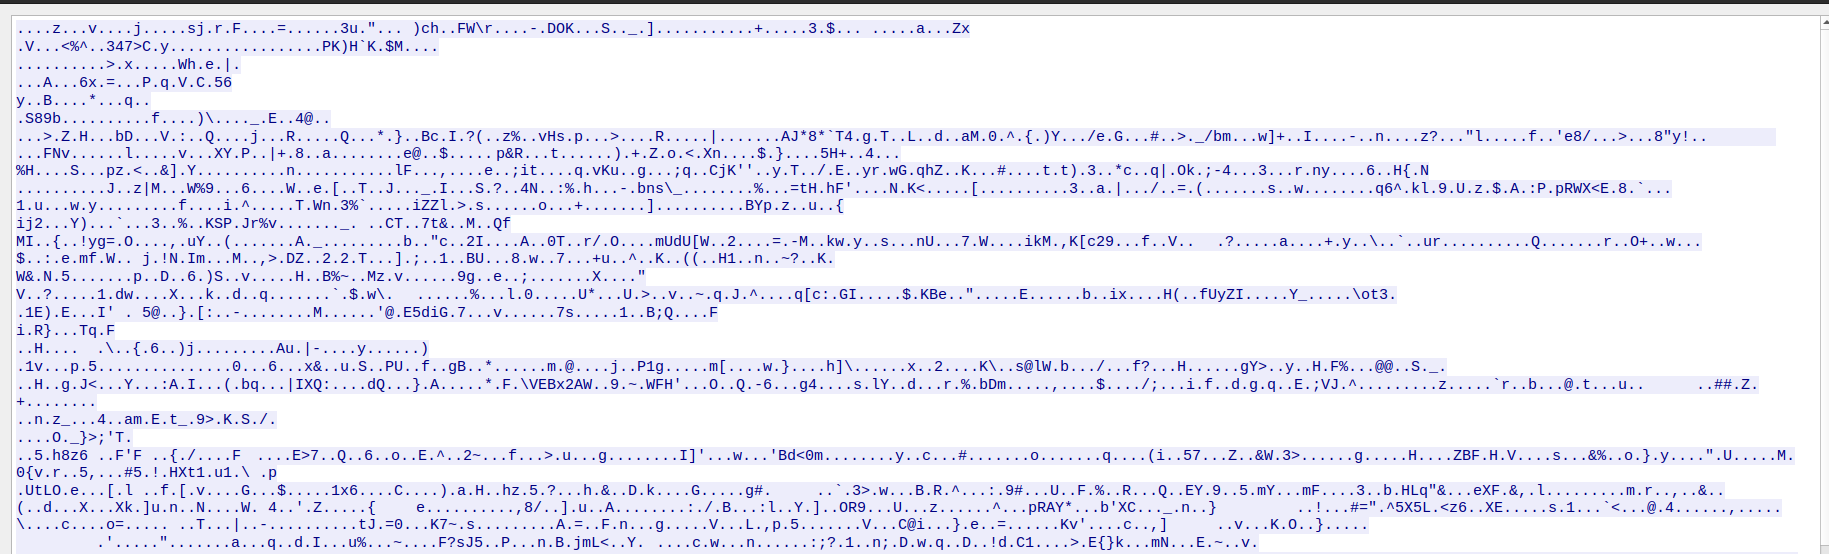 ....z...v....j.....sj.r.F....=......3u."... )ch..FW\r....-.DOK...S.._.]...........+.....3.$... .....a...Zx
.V...<%^..347>C.y.................PK)H`K.$M....
..........>.x.....Wh.e.|.
...A...6x.=...P.q.V.C.56
y..B....*...q..
.S89b..........f....)\...._.E..4@..
...>.Z.H...bD...V.:..Q....j...R.....Q...*.}..Bc.I.?(..z%..vHs.p...>....R.....|.......AJ*8*`T4.g.T..L..d..aM.0.^.{.)Y.../e.G...#..>._/bm...w]+..I....-..n....z?..."l.....f..'e8/...>...8"y!..
...FNv......l.....v...XY.P..|+.8..a........e@..$.....p&R...t......).+.Z.o.<.Xn....$.}....5H+..4...
%H....S...pz.<..&].Y..........n...........lF...,....e..;it....q.vKu..g...;q..CjK''..y.T../.E..yr.wG.qhZ..K...#....t.t).3..*c..q|.Ok.;-4...3...r.ny....6..H{.N
..........J..z|M...W%9...6....W..e.[..T..J..._.I...S.?..4N..:%.h...-.bns\_........%...=tH.hF'....N.K<.....[..........3..a.|.../..=.(.......s..w........q6^.kl.9.U.z.$.A.:P.pRWX<E.8.`...
1.u...w.y.........f....i.^.....T.Wn.3%`.....iZZl.>.s......o...+.......]..........BYp.z..u..{
ij2...Y)...`...3..%..KSP.Jr%v......._. ..CT..7t&..M..Qf
MI..{..!yg=.O....,.uY..(.......A._..........b.."c..2I....A..0T..r/.O....mUdU[W..2....=.-M..kw.y..s...nU...7.W....ikM.,K[c29...f..V..   .?.....a....+.y..\..`..ur..........Q.......r..O+..w...
$..:.e.mf.W.. j.!N.Im...M..,>.DZ..2.2.T...].;..1..BU...8.w..7...+u..^..K..((..H1..n..~?..K.
W&.N.5.......p..D..6.)S..v.....H..B%~..Mz.v......9g..e..;.......X...."
V..?.....1.dw....X...k..d..q.......`.$.w\.   ......%...l.0.....U*...U.>..v..~.q.J.^....q[c:.GI.....$.KBe..".....E......b..ix....H(..fUyZI.....Y_.....\ot3.
.1E).E...I' . 5@..}.[:..-........M......'@.E5diG.7...v......7s.....1..B;Q....F
i.R}...Tq.F
..H....  .\..{.6..)j.........Au.|-....y......)
.1v...p.5...............0...6...x&..u.S..PU..f..gB..*......m.@....j..P1g.....m[....w.}....h]\......x..2....K\..s@lW.b.../...f?...H......gY>..y..H.F%...@@..S._.
..H..g.J<...Y...:A.I...(.bq...|IXQ:....dQ...}.A.....*.F.\VEBx2AW..9.~.WFH'...O..Q.-6...g4....s.lY..d...r.%.bDm.....,....$..../;...i.f..d.g.q..E.;VJ.^.........z.....`r..b...@.t...u..      ..##.Z.
+........
..n.z_...4..am.E.t_.9>.K.S./.
....O._}>;'T.
..5.h8z6 ..F'F ..{./....F  ....E>7..Q..6..o..E.^..2~...f...>.u...g........I]'...w...'Bd<0m........y..c...#.......o.......q....(i..57...Z..&W.3>......g....H....ZBF.H.V....s...&%..o.}.y....".U.....M.
0{v.r..5,...#5.!.HXt1.u1.\ .p
.UtLO.e...[.l ..f.[.v....G...$.....1x6....C....).a.H..hz.5.?...h.&..D.k....G.....g#.     ..`.3>.w...B.R.^...:.9#...U..F.%..R...Q..EY.9..5.mY...mF....3..b.HLq"&...eXF.&,.l.........m.r..,..&..
(..d...X...Xk.]u.n..N....W. 4..'.Z.....{    e..........,8/..].u..A........:./.B...:l..Y.]..OR9...U...z......^...pRAY*...b'XC..._.n..}         ..!...#=".^5X5L.<z6..XE.....s.1...`<...@.4......,.....
\....c....o=..... ..T...|..-.........tJ.=0...K7~.s.........A.=..F.n...g.....V...L.,p.5.......V...C@i...}.e..=......Kv'....c..,]      ..v...K.O..}.....
.'.....".......a...q..d.I...u%...~....F?sJ5..P...n.B.jmL<..Y.  ....c.w...n......:;?.1..n;.D.w.q..D..!d.C1....>.E{}k...mN...E.~..v.